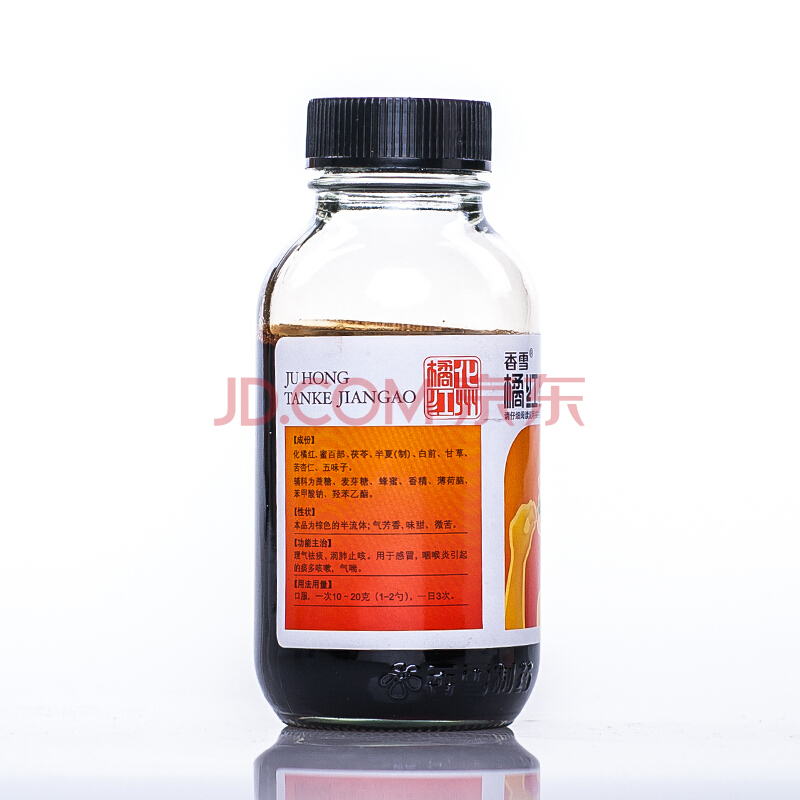 香雪®
JU HONG
TANKE JIANGAO
化州
橘红
橘红
JD.COM 京东
【成份】
化橘红、蜜百部、茯苓、半夏(制)、白前、甘草、
苦杏仁、五味子。
辅料为蔗糖、麦芽糖、蜂蜜、香精、薄荷脑、
苯甲酸钠、羟苯乙酯。
【性状】
本品为棕色的半流体；气芳香、味甜、微苦。
【功能主治】
理气祛痰，润肺止咳。用于感冒，咽喉炎引起
的痰多咳嗽，气喘。
【用法用量】
口服，一次10-20克（1-2勺），一日3次。
香雪制药